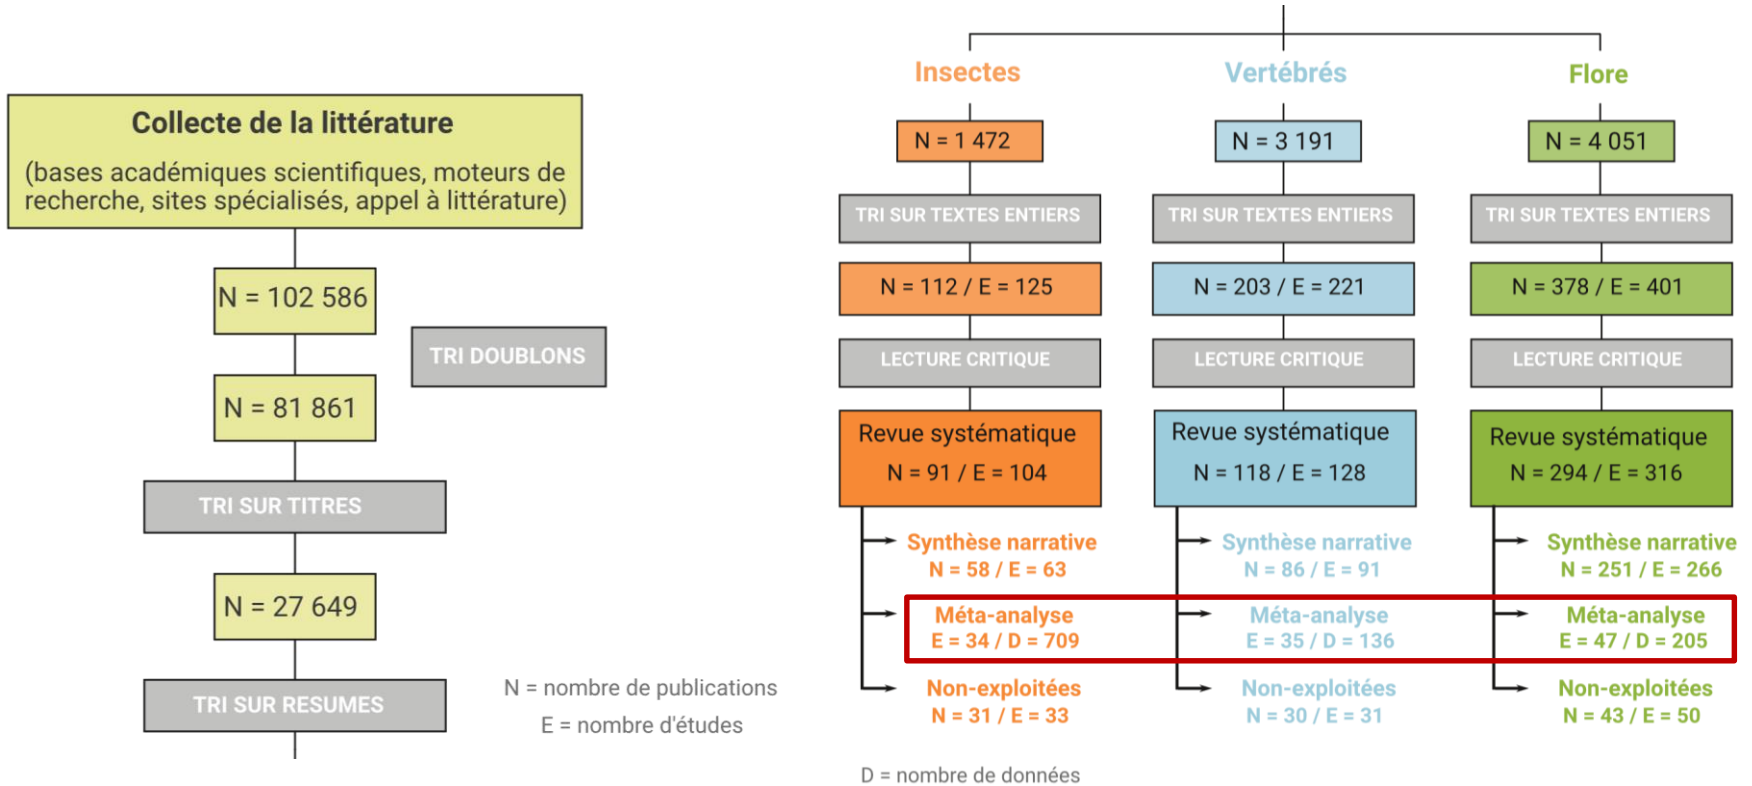 Collecte de la littérature
(bases académiques scientifiques, moteurs de
recherche, sites spécialisés, appel à littérature)
N = 102 586
TRI DOUBLONS
N = 81 861
TRI SUR TITRES
N = 27 649
TRI SUR RESUMES
N = nombre de publications
E = nombre d'études
Insectes
N = 1 472
TRI SUR TEXTES ENTIERS
N = 112 / E = 125
LECTURE CRITIQUE
Revue systématique
N = 91 / E = 104
Synthèse narrative
N = 58 / E = 63
Méta-analyse
E = 34 / D = 709
Non-exploitées
N = 31 / E = 33
Vertébrés
N = 3 191
TRI SUR TEXTES ENTIERS
N = 203 / E = 221
LECTURE CRITIQUE
Revue systématique
N = 118 / E = 128
Synthèse narrative
N = 86 / E = 91
Méta-analyse
E = 35 / D = 136
Non-exploitées
N = 30 / E = 31
Flore
N = 4 051
TRI SUR TEXTES ENTIERS
N = 378 / E = 401
LECTURE CRITIQUE
Revue systématique
N = 294 / E = 316
Synthèse narrative
N = 251 / E = 266
Méta-analyse
E = 47 / D = 205
Non-exploitées
N = 43 / E = 50
D = nombre de données